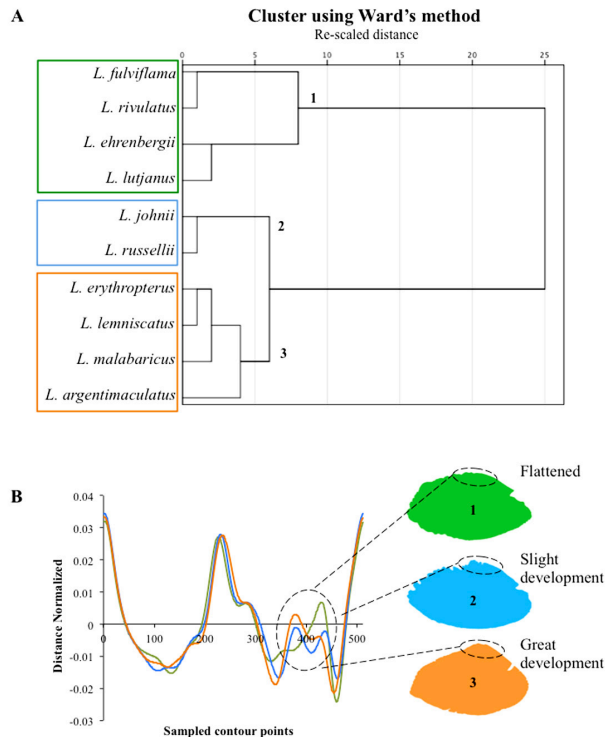 A
Cluster using Ward's method
Re-scaled distance
0 5 10 15 20 25
L. fulviflama
1
L. rivulatus
L. ehrenbergii
L. lutjanus
L. johnii
2
L. russellii
L. erythropterus
L. lemniscatus
L. malabaricus
3
L. argentimaculatus
B
Flattened
1
Slight
development
2
Great
development
3
Distance Normalized
0.04
0.03
0.02
0.01
0
-0.01
-0.02
-0.03
0 100 200 300 400 500
Sampled contour points